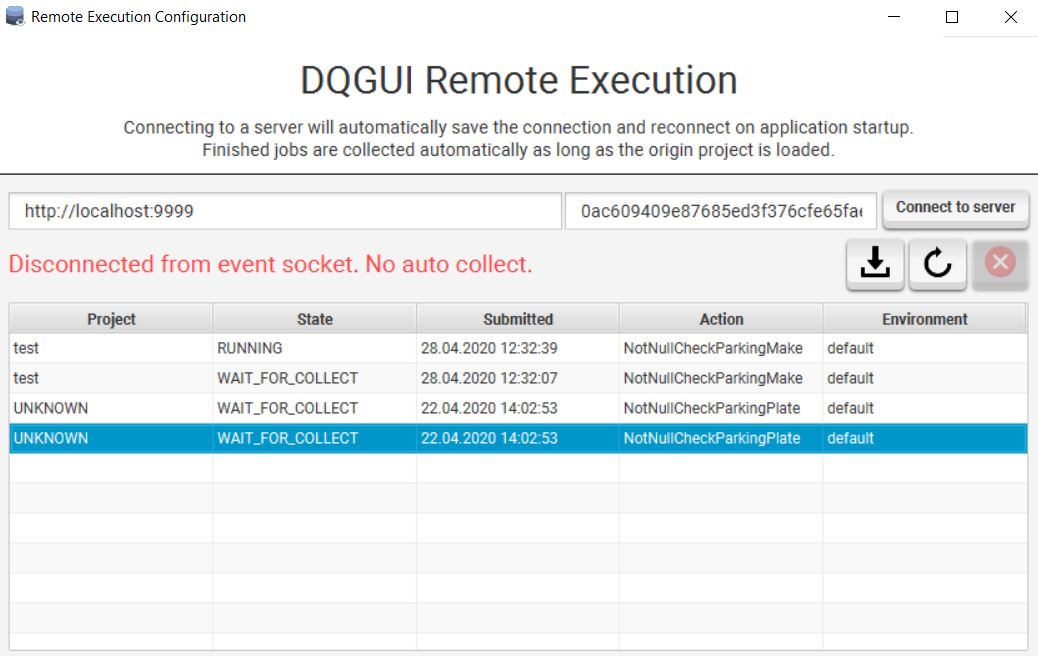 Remote Execution Configuration
DQGUI Remote Execution
Connecting to a server will automatically save the connection and reconnect on application startup.
Finished jobs are collected automatically as long as the origin project is loaded.
http://localhost:9999 0ac609409e87685ed3f376cfe65fae Connect to server
Disconnected from event socket. No auto collect.
Project State Submitted Action Environment
test RUNNING 28.04.2020 12:32:39 NotNullCheckParkingMake default
test WAIT_FOR_COLLECT 28.04.2020 12:32:07 NotNullCheckParkingMake default
UNKNOWN WAIT_FOR_COLLECT 22.04.2020 14:02:53 NotNullCheckParkingPlate default
UNKNOWN WAIT_FOR_COLLECT 22.04.2020 14:02:53 NotNullCheckParkingPlate default